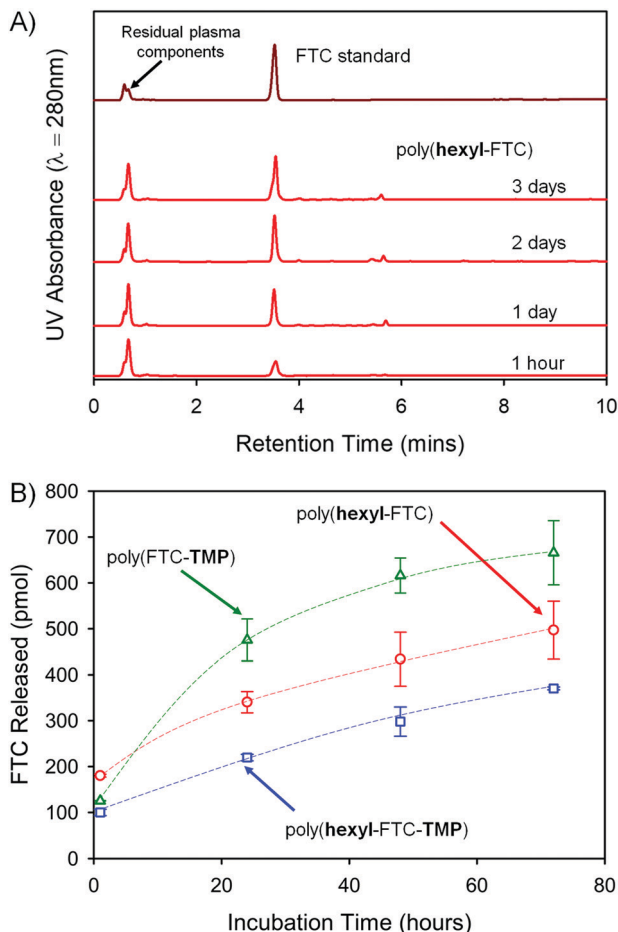 A)
Residual plasma
components
FTC standard
poly(hexyl-FTC)
3 days
2 days
1 day
1 hour
UV Absorbance (λ = 280nm)
0 2 4 6 8 10
Retention Time (mins)
B)
800
700
600
500
400
300
200
100
0
poly(hexyl-FTC)
poly(FTC-TMP)
poly(hexyl-FTC-TMP)
FTC Released (pmol)
0 20 40 60 80
Incubation Time (hours)